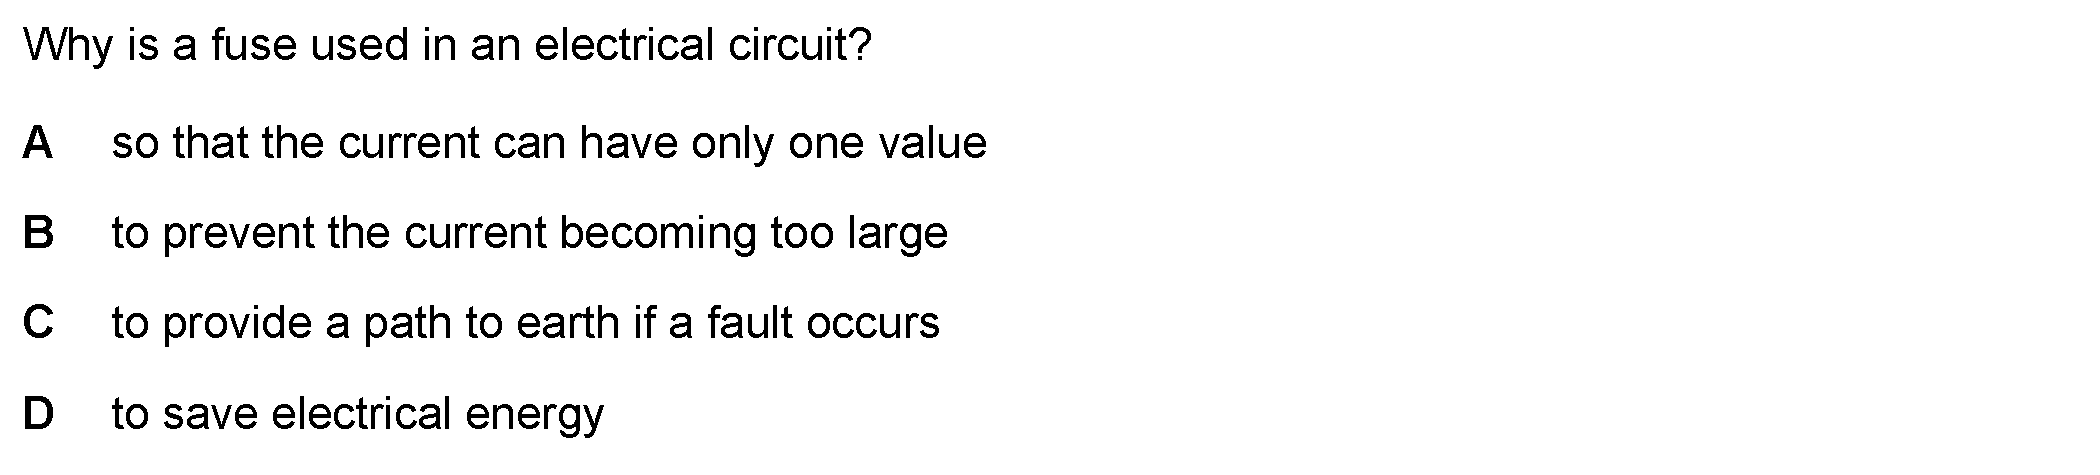 Why is a fuse used in an electrical circuit?
A so that the current can have only one value
B to prevent the current becoming too large
C to provide a path to earth if a fault occurs
D to save electrical energy